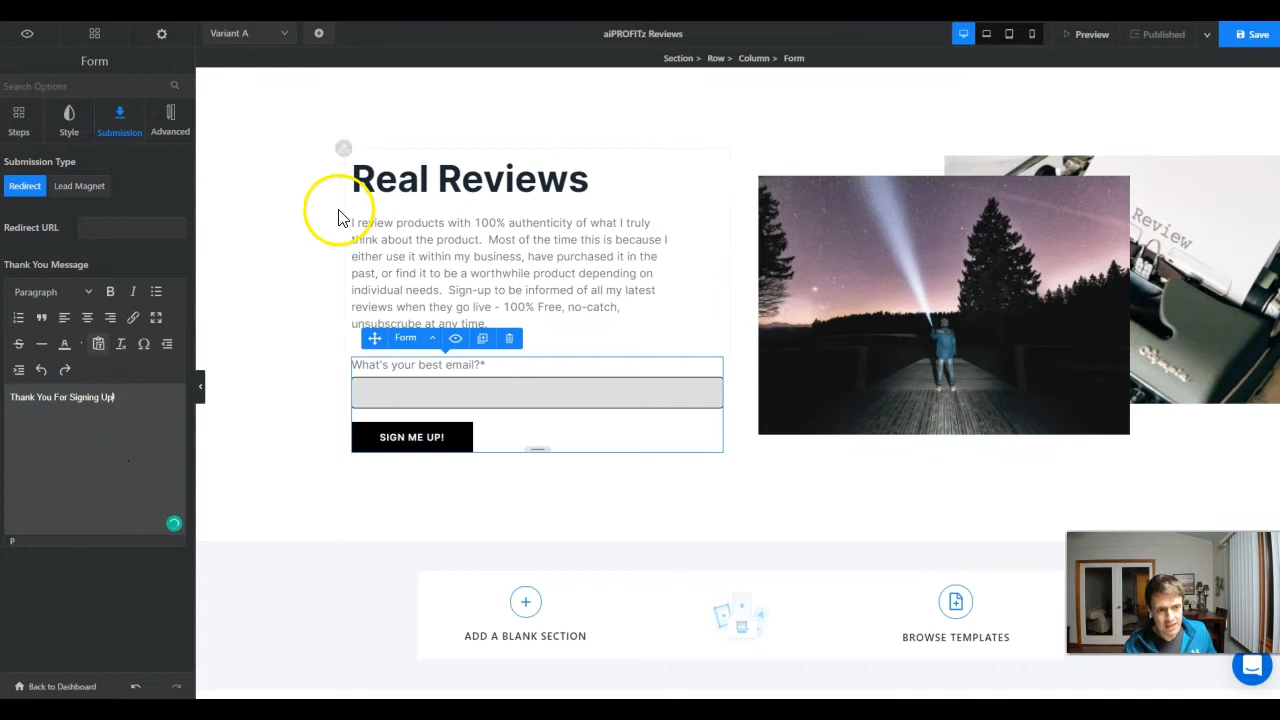 Variant A
aiPROFITz Reviews
Preview
Published
Save
Form
Section > Row > Column > Form
Search Options
Steps
Style
Submission
Advanced
Submission Type
Redirect
Lead Magnet
Redirect URL
Thank You Message
Paragraph
B
I
A
Thank You For Signing Up
P
Back to Dashboard
Real Reviews
I review products with 100% authenticity of what I truly
think about the product. Most of the time this is because I
either use it within my business, have purchased it in the
past, or find it to be a worthwhile product depending on
individual needs. Sign-up to be informed of all my latest
reviews when they go live - 100% Free, no-catch,
unsubscrube at any time.
Form
What's your best email?*
SIGN ME UP!
Review
Olympia
ADD A BLANK SECTION
BROWSE TEMPLATES